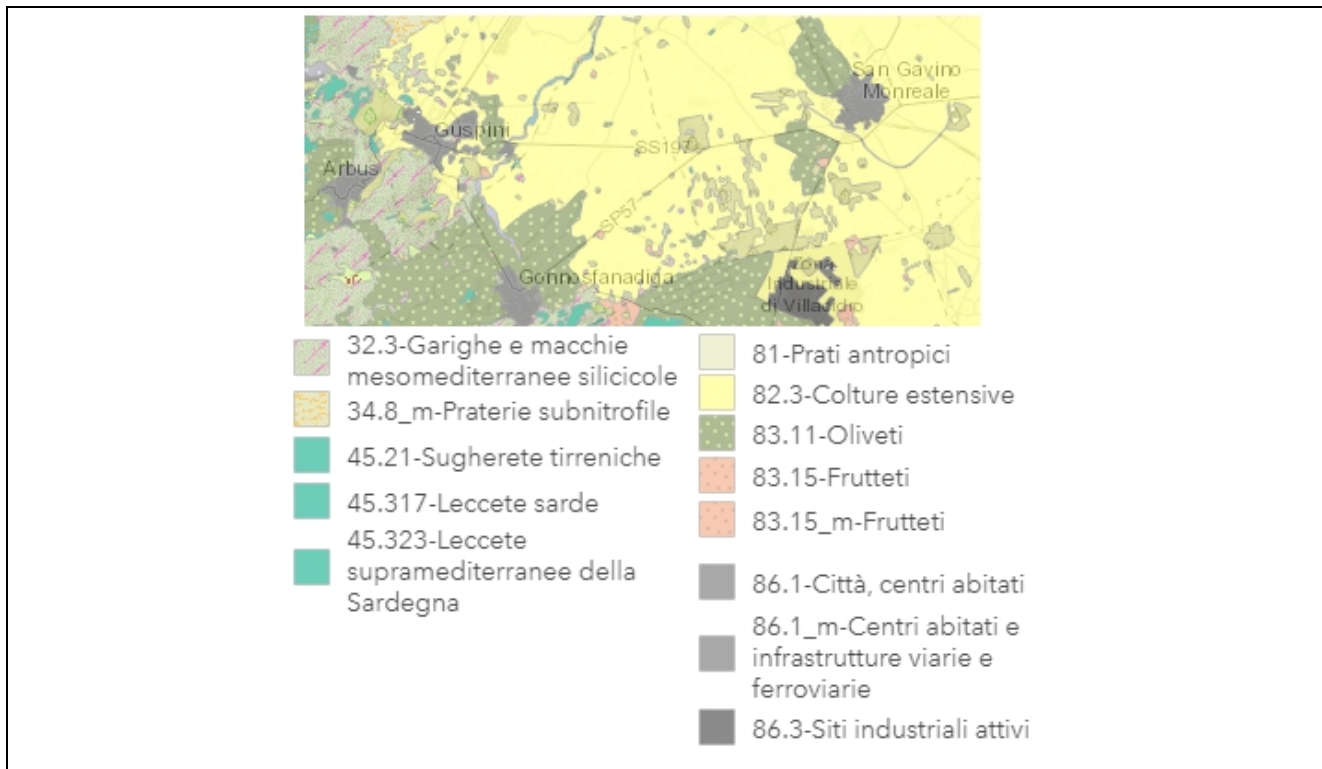 San Gavino
Monreale
Guspini
SS197
Arbus
SP57
Gonnosfanadiga
Zona
Industriale
di Villacidro
32.3-Garighe e macchie
mesomediterranee silicicole
34.8_m-Praterie subnitrofile
45.21-Sugherete tirreniche
45.317-Leccete sarde
45.323-Leccete
supramediterranee della
Sardegna
81-Prati antropici
82.3-Colture estensive
83.11-Oliveti
83.15-Frutteti
83.15_m-Frutteti
86.1-Città, centri abitati
86.1_m-Centri abitati e
infrastrutture viarie e
ferroviarie
86.3-Siti industriali attivi